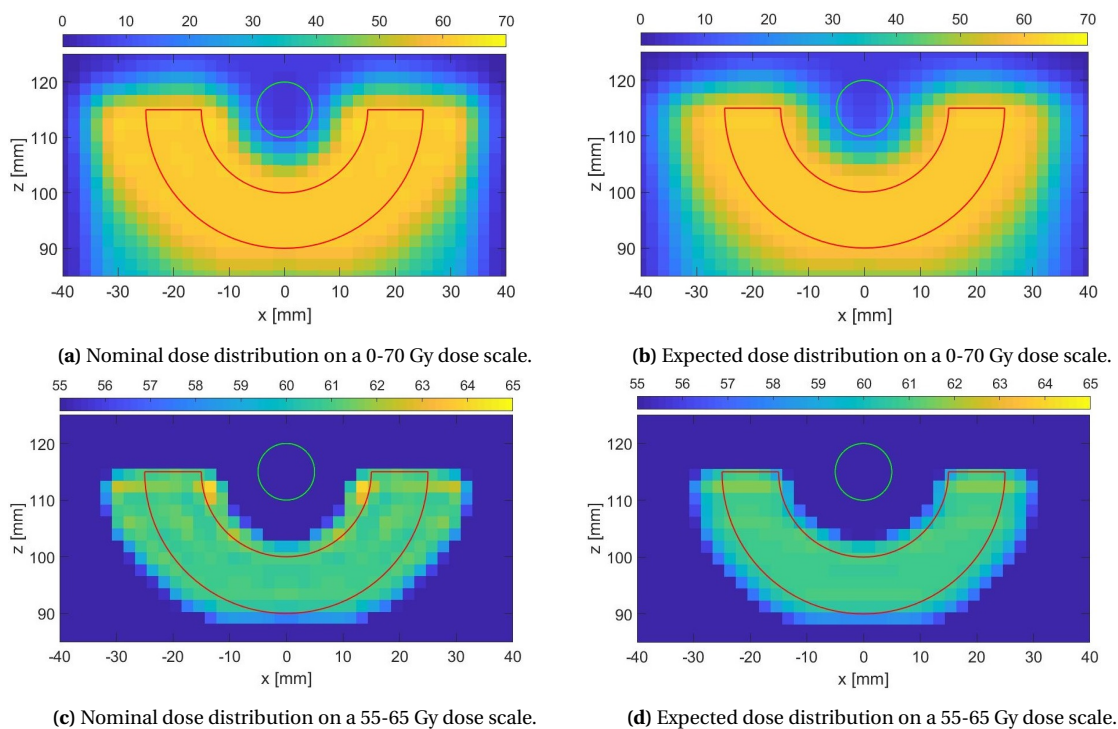 0 10 20 30 40 50 60 70
0 10 20 30 40 50 60 70
120
110
z [mm]
100
90
-40 -30 -20 -10 0 10 20 30 40
x [mm]
120
110
z [mm]
100
90
-40 -30 -20 -10 0 10 20 30 40
x [mm]
(a) Nominal dose distribution on a 0-70 Gy dose scale.
(b) Expected dose distribution on a 0-70 Gy dose scale.
55 56 57 58 59 60 61 62 63 64 65
55 56 57 58 59 60 61 62 63 64 65
120
110
z [mm]
100
90
-40 -30 -20 -10 0 10 20 30 40
x [mm]
120
110
z [mm]
100
90
-40 -30 -20 -10 0 10 20 30 40
x [mm]
(c) Nominal dose distribution on a 55-65 Gy dose scale.
(d) Expected dose distribution on a 55-65 Gy dose scale.